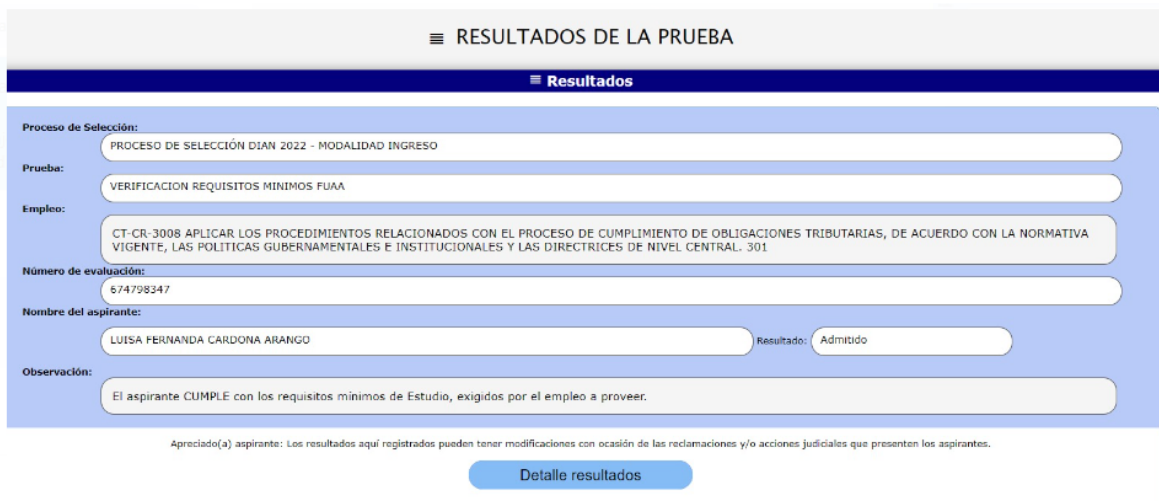 RESULTADOS DE LA PRUEBA
Resultados
Proceso de Selección:
PROCESO DE SELECCIÓN DIAN 2022 - MODALIDAD INGRESO
Prueba:
VERIFICACION REQUISITOS MINIMOS FUAA
Empleo:
CT-CR-3008 APLICAR LOS PROCEDIMIENTOS RELACIONADOS CON EL PROCESO DE CUMPLIMIENTO DE OBLIGACIONES TRIBUTARIAS, DE ACUERDO CON LA NORMATIVA
VIGENTE, LAS POLITICAS GUBERNAMENTALES E INSTITUCIONALES Y LAS DIRECTRICES DE NIVEL CENTRAL. 301
Número de evaluación:
674798347
Nombre del aspirante:
LUISA FERNANDA CARDONA ARANGO Resultado: Admitido
Observación:
El aspirante CUMPLE con los requisitos mínimos de Estudio, exigidos por el empleo a proveer.
Apreciado(a) aspirante: Los resultados aquí registrados pueden tener modificaciones con ocasión de las reclamaciones y/o acciones judiciales que presenten los aspirantes.
Detalle resultados